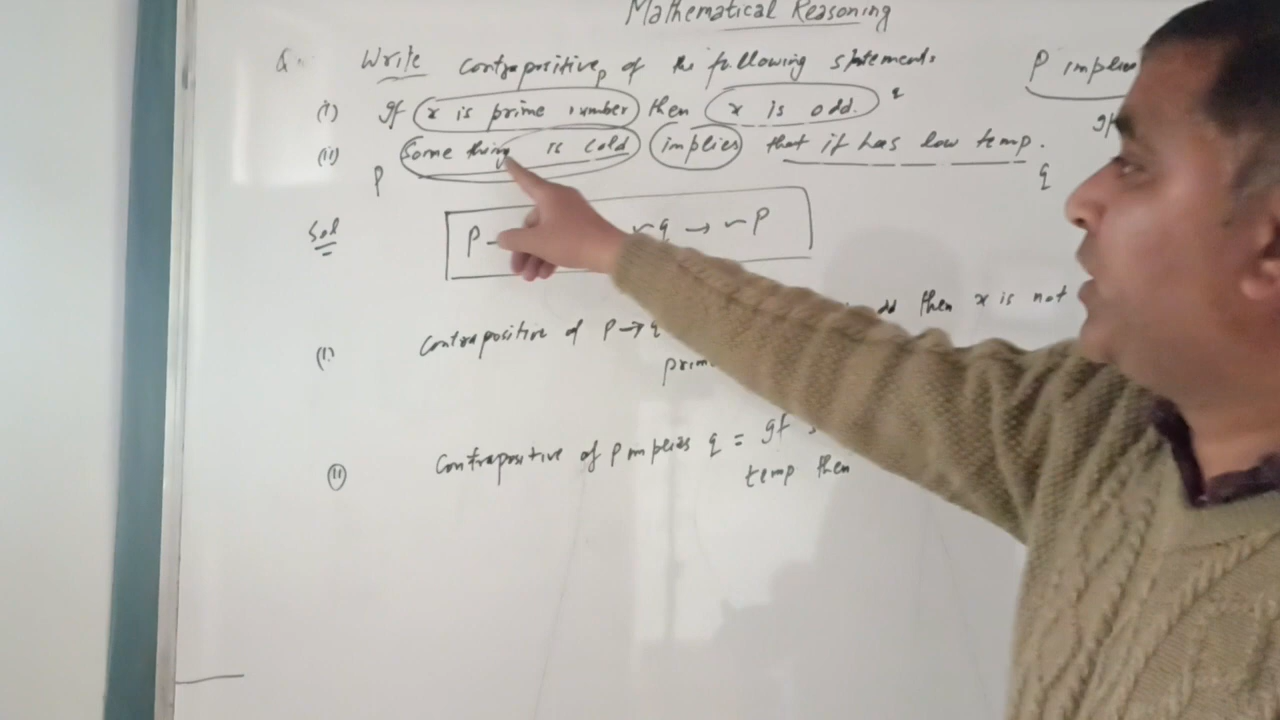 Mathematical Reasoning
Q. Write contrapositive of the following statements
P implies
(i) If x is prime number then x is odd. q
(ii) Some thing is cold implies that it has low temp.
P
q
Sol
P ~q → ~P
(i) contrapositive of P → q
then x is not
prime
(ii) contrapositive of P implies q = If
temp then